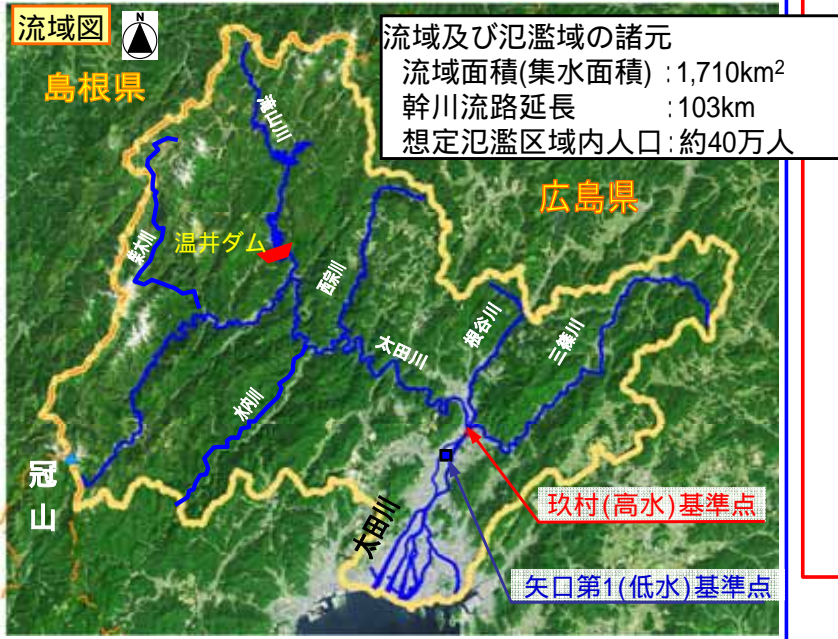 流域図
N
流域及び氾濫域の諸元
流域面積(集水面積) :1,710km²
幹川流路延長 :103km
想定氾濫区域内人口:約40万人
島根県
滝山川
広島県
柴木川
温井ダム
西宗川
太田川
根谷川
三篠川
水内川
冠山
太田川
玖村(高水)基準点
矢口第1(低水)基準点